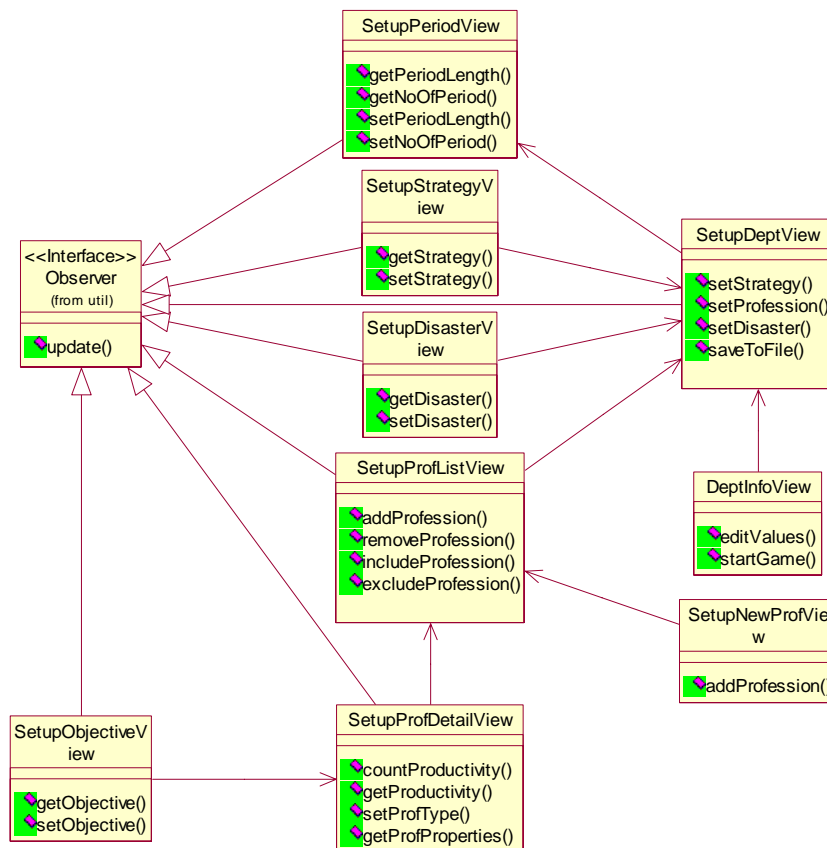 SetupPeriodView
getPeriodLength()
getNoOfPeriod()
setPeriodLength()
setNoOfPeriod()
SetupStrategyV
iew
getStrategy()
setStrategy()
<<Interface>>
Observer
(from util)
update()
SetupDeptView
setStrategy()
setProfession()
setDisaster()
saveToFile()
SetupDisasterV
iew
getDisaster()
setDisaster()
SetupProfListView
addProfession()
removeProfession()
includeProfession()
excludeProfession()
DeptInfoView
editValues()
startGame()
SetupNewProfVie
w
addProfession()
SetupObjectiveV
iew
getObjective()
setObjective()
SetupProfDetailView
countProductivity()
getProductivity()
setProfType()
getProfProperties()